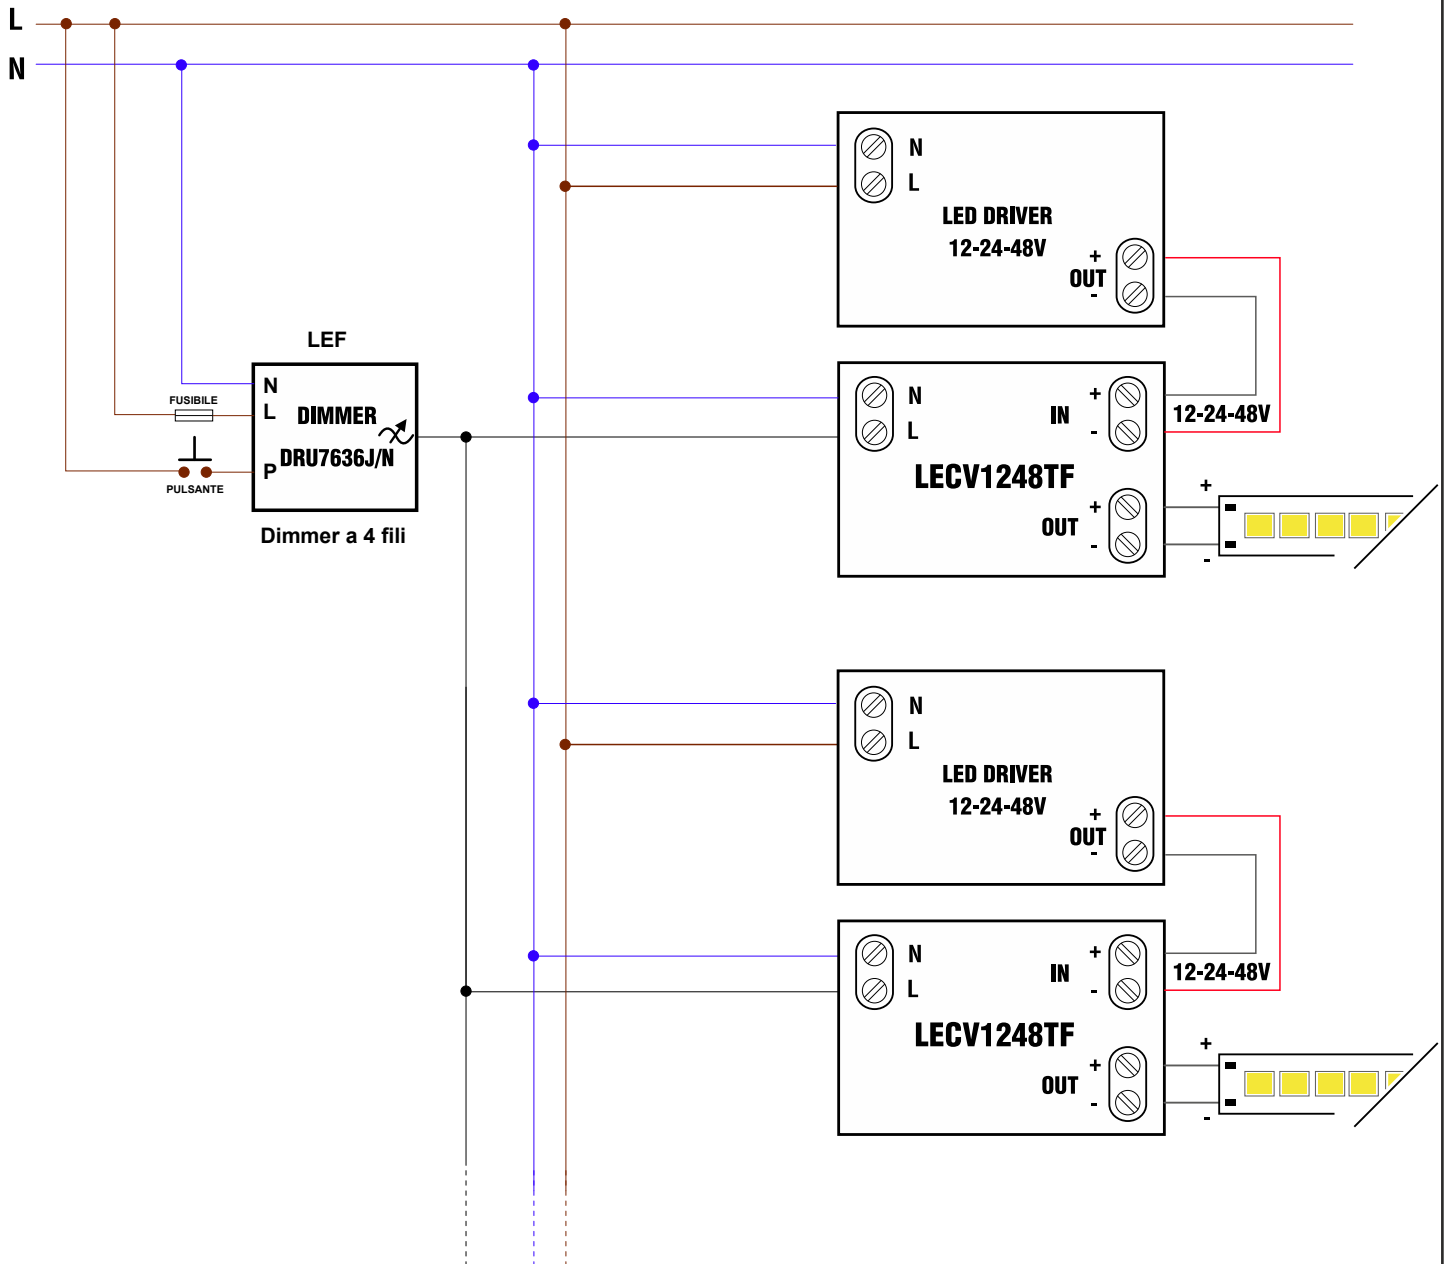 L
N
N
L
LED DRIVER
12-24-48V
+
OUT
-
LEF
N
FUSIBILE
L
DIMMER
DRU7636J/N
P
PULSANTE
Dimmer a 4 fili
N
L
+
IN
-
12-24-48V
LECV1248TF
+
OUT
-
+
-
N
L
LED DRIVER
12-24-48V
+
OUT
-
N
L
+
IN
-
12-24-48V
LECV1248TF
+
OUT
-
+
-